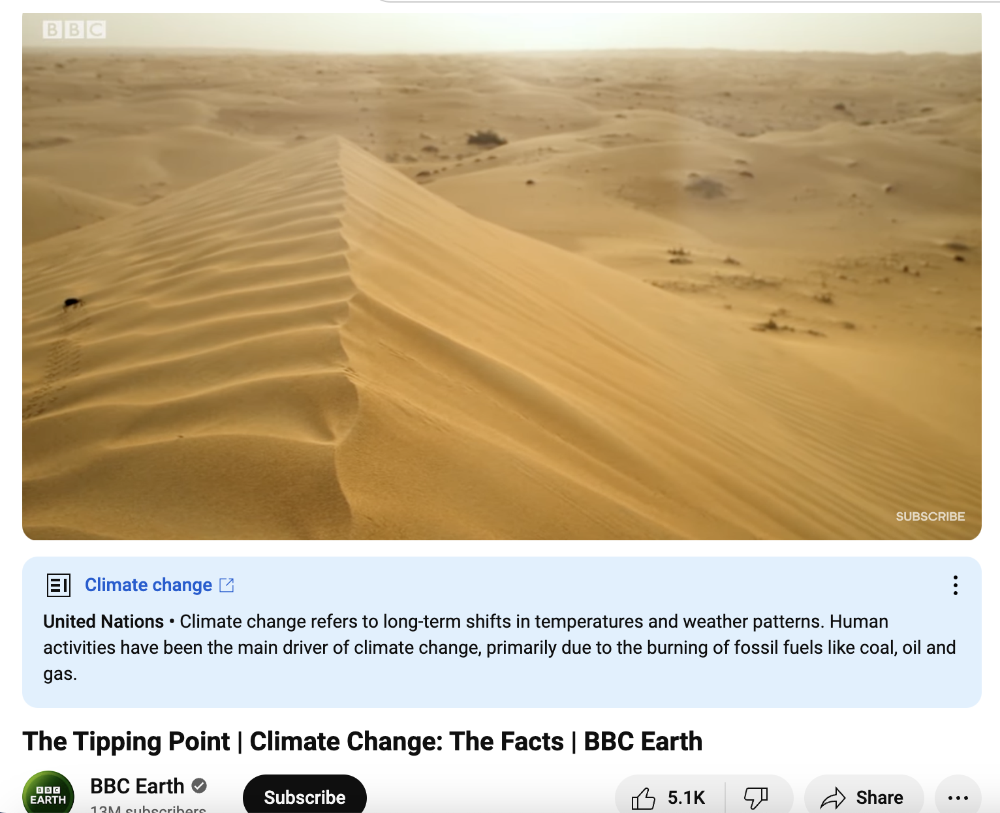 BBC
SUBSCRIBE
Climate change
United Nations • Climate change refers to long-term shifts in temperatures and weather patterns. Human
activities have been the main driver of climate change, primarily due to the burning of fossil fuels like coal, oil and
gas.
The Tipping Point | Climate Change: The Facts | BBC Earth
BBC
EARTH
BBC Earth
13M subscribers
Subscribe
5.1K
Share